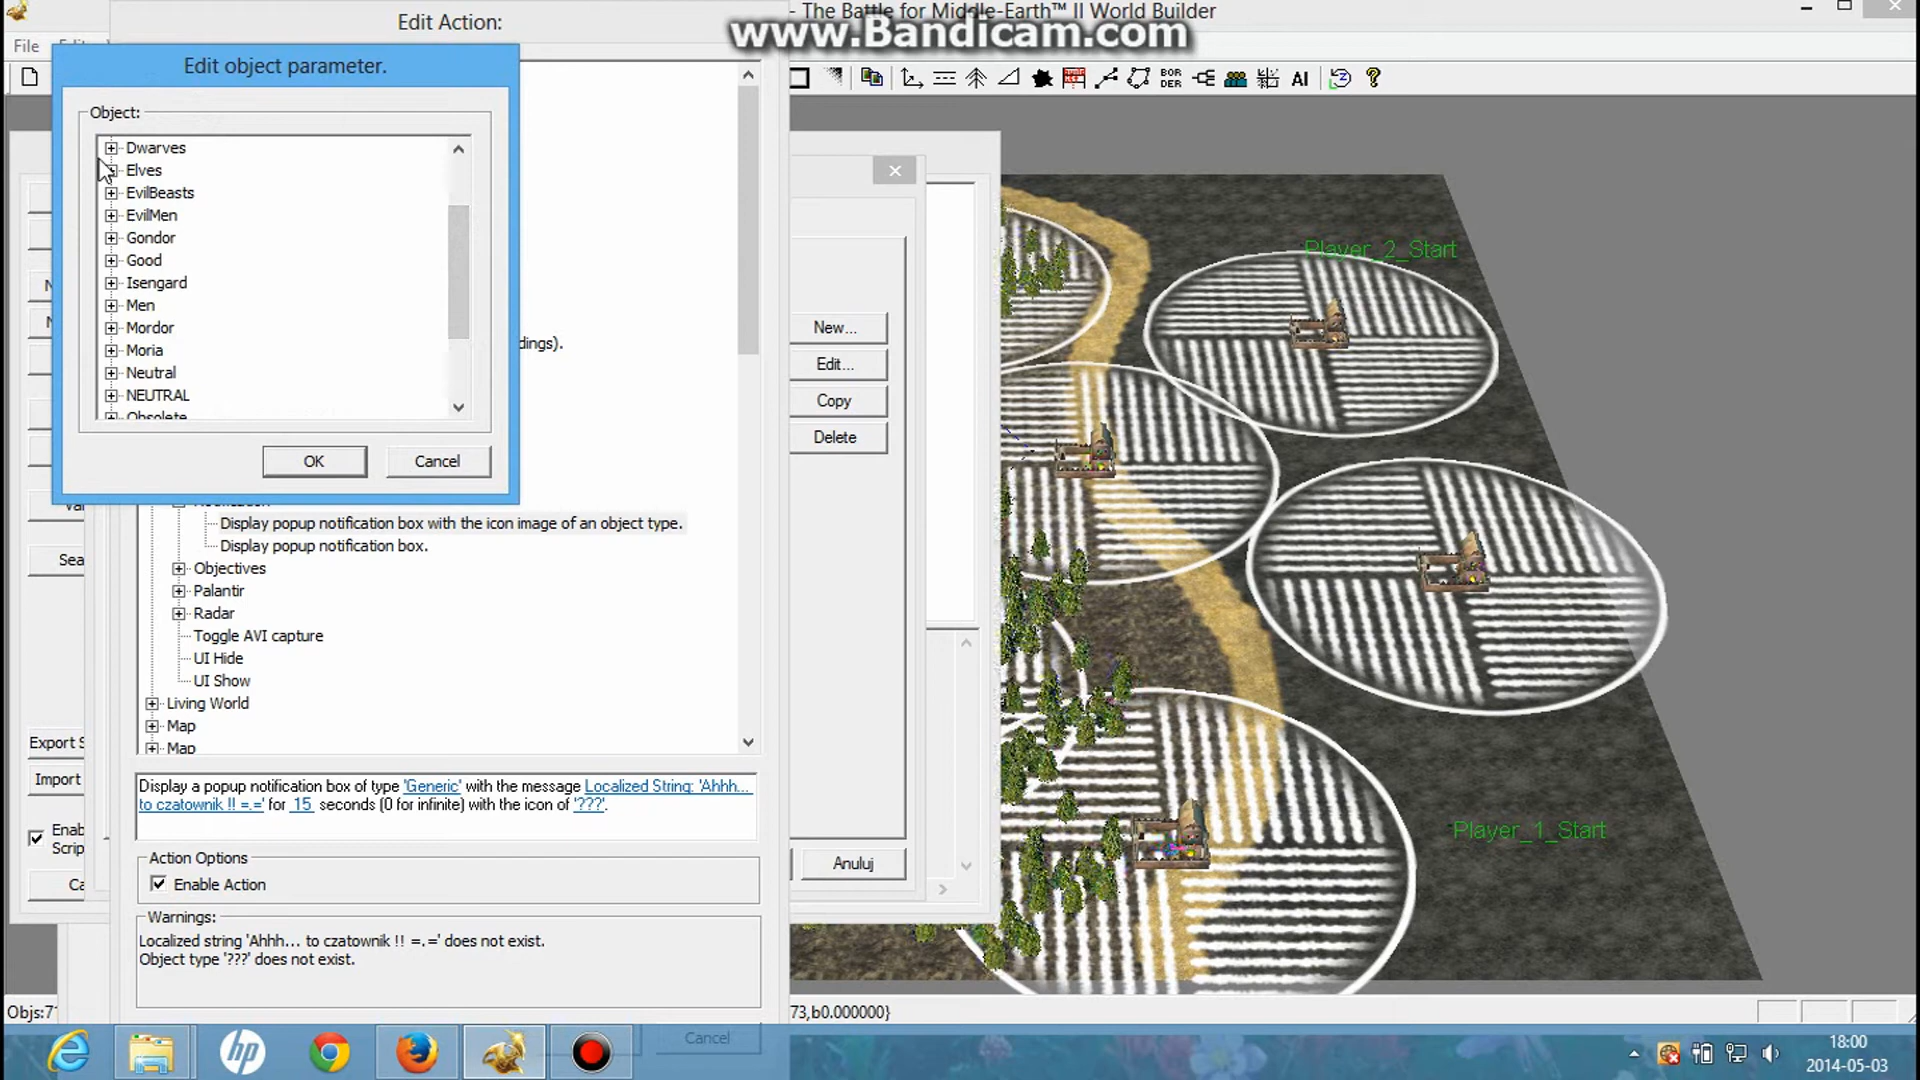 Edit Action:
- The Battle for Middle-Earth™ II World Builder
www.Bandicam.com
File
Edit object parameter.
BOR
DER
AI
Object:
Dwarves
Elves
EvilBeasts
EvilMen
Gondor
Good
Isengard
Men
Mordor
Moria
Neutral
NEUTRAL
Obsolete
OK
Cancel
dings).
New...
Edit...
Copy
Delete
Player_2_Start
Display popup notification box with the icon image of an object type.
Display popup notification box.
Objectives
Palantir
Radar
Toggle AVI capture
UI Hide
UI Show
Living World
Map
Map
Sea
Export S
Import
Enab
Scrip
Ca
Display a popup notification box of type 'Generic' with the message Localized String: 'Ahhh...
to czatownik !! =.=' for 15 seconds (0 for infinite) with the icon of '???'.
Action Options
Enable Action
Warnings:
Localized string 'Ahhh... to czatownik !! =.=' does not exist.
Object type '???' does not exist.
Anuluj
Player_1_Start
Objs:7
73,b0.000000}
Cancel
hp
18:00
2014-05-03